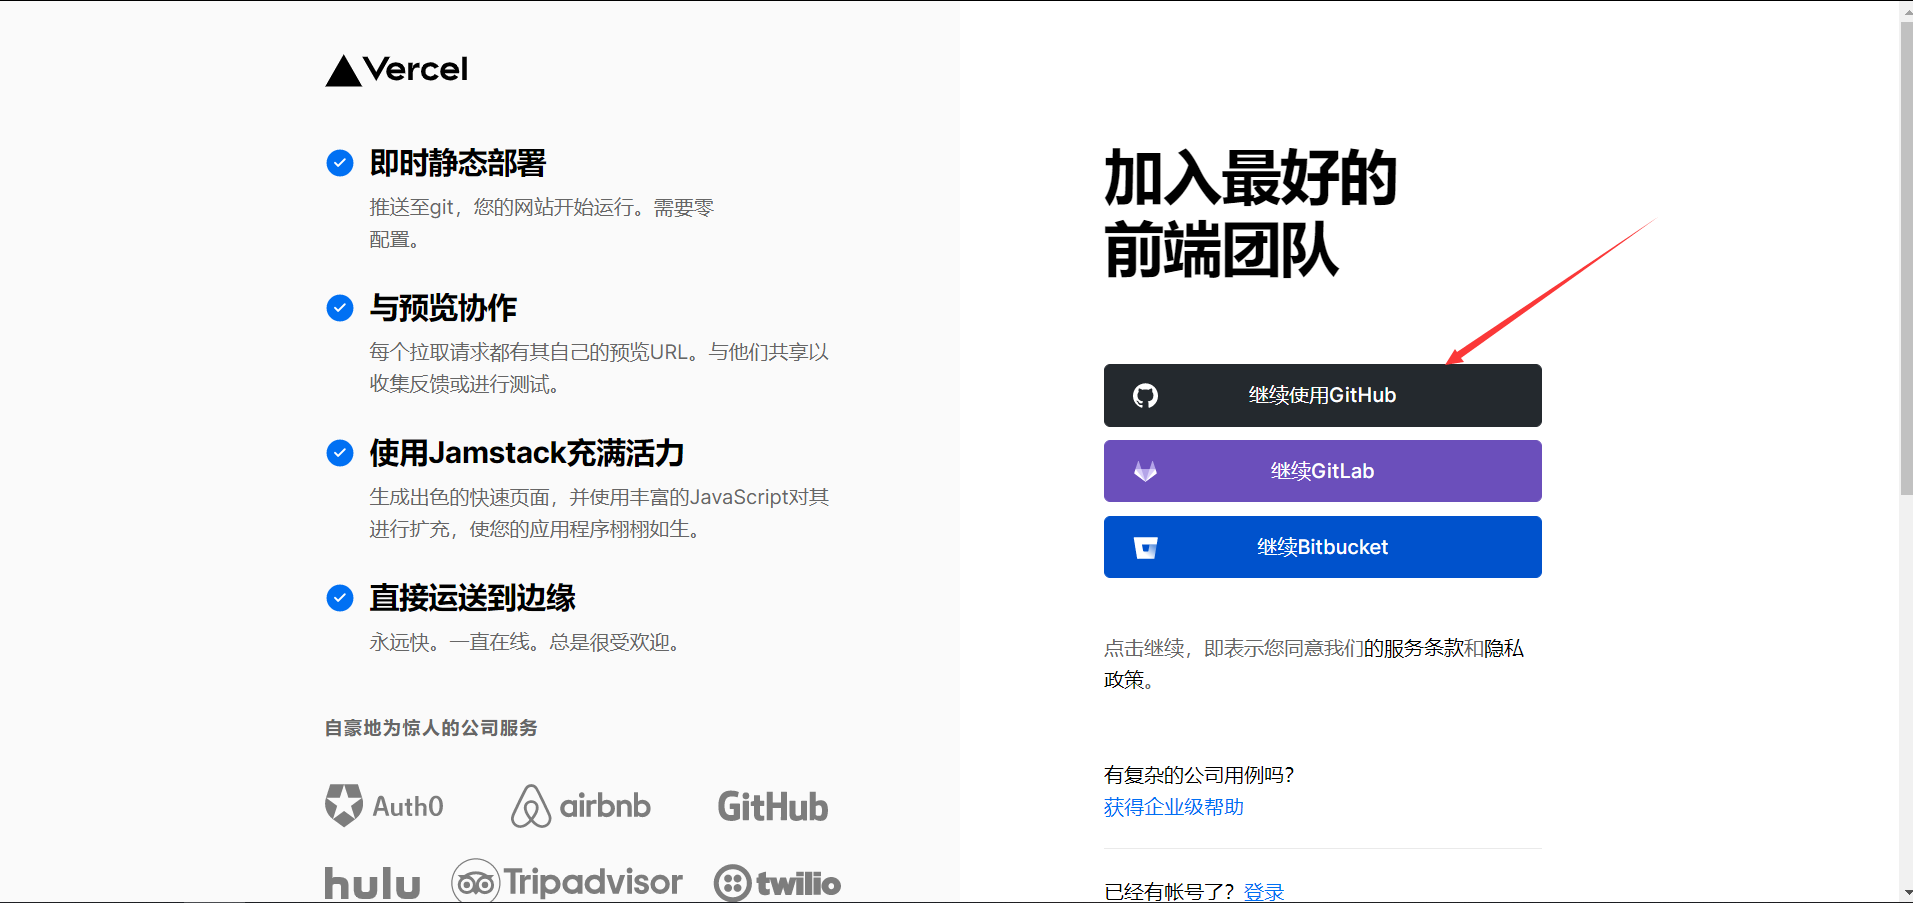 Vercel
即时静态部署
推送至git，您的网站开始运行。需要零
配置。
与预览协作
每个拉取请求都有其自己的预览URL。与他们共享以
收集反馈或进行测试。
使用Jamstack充满活力
生成出色的快速页面，并使用丰富的JavaScript对其
进行扩充，使您的应用程序栩栩如生。
直接运送到边缘
永远快。一直在线。总是很受欢迎。
自豪地为惊人的公司服务
Auth0 airbnb GitHub
hulu Tripadvisor twilio
加入最好的
前端团队
继续使用GitHub
继续GitLab
继续Bitbucket
点击继续，即表示您同意我们的服务条款和隐私
政策。
有复杂的公司用例吗？
获得企业级帮助
已经有帐号了？登录